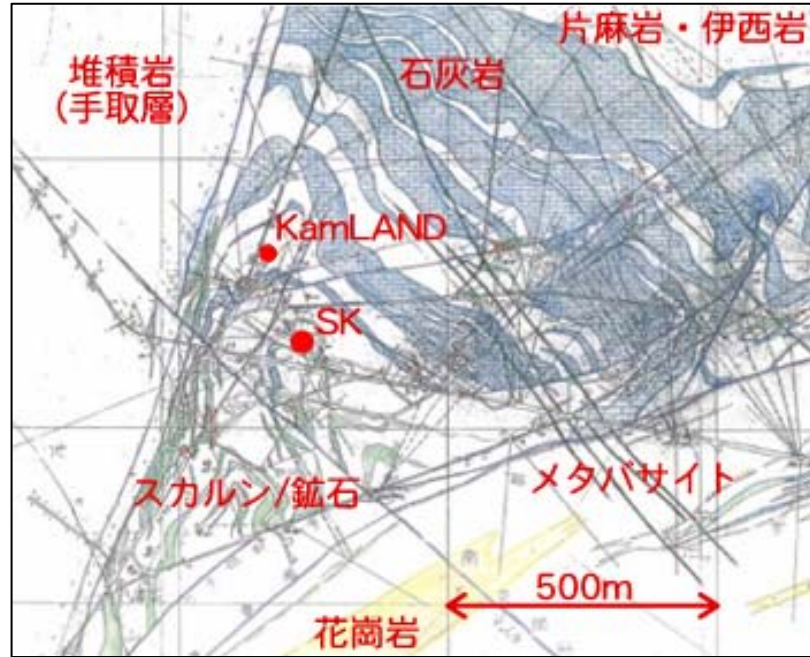 片麻岩・伊西岩
堆積岩
(手取層)
石灰岩
KamLAND
SK
スカルン/鉱石
メタバサイト
500m
花崗岩